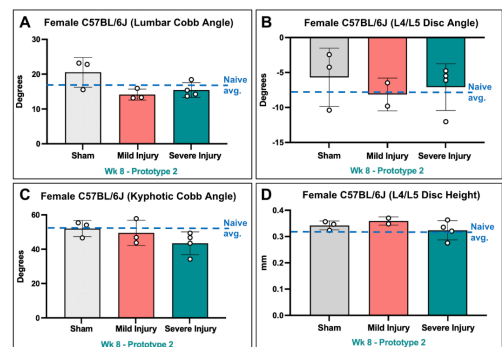 A Female C57BL/6J (Lumbar Cobb Angle)
30
20
10
0
Degrees
Naive
avg.
Sham Mild Injury Severe Injury
Wk 8 - Prototype 2
B Female C57BL/6J (L4/L5 Disc Angle)
0
-5
-10
-15
Degrees
Naive
avg.
Sham Mild Injury Severe Injury
Wk 8 - Prototype 2
C Female C57BL/6J (Kyphotic Cobb Angle)
60
40
20
0
Degrees
Naive
avg.
Sham Mild Injury Severe Injury
Wk 8 - Prototype 2
D Female C57BL/6J (L4/L5 Disc Height)
0.4
0.3
0.2
0.1
0.0
mm
Naive
avg.
Sham Mild Injury Severe Injury
Wk 8 - Prototype 2